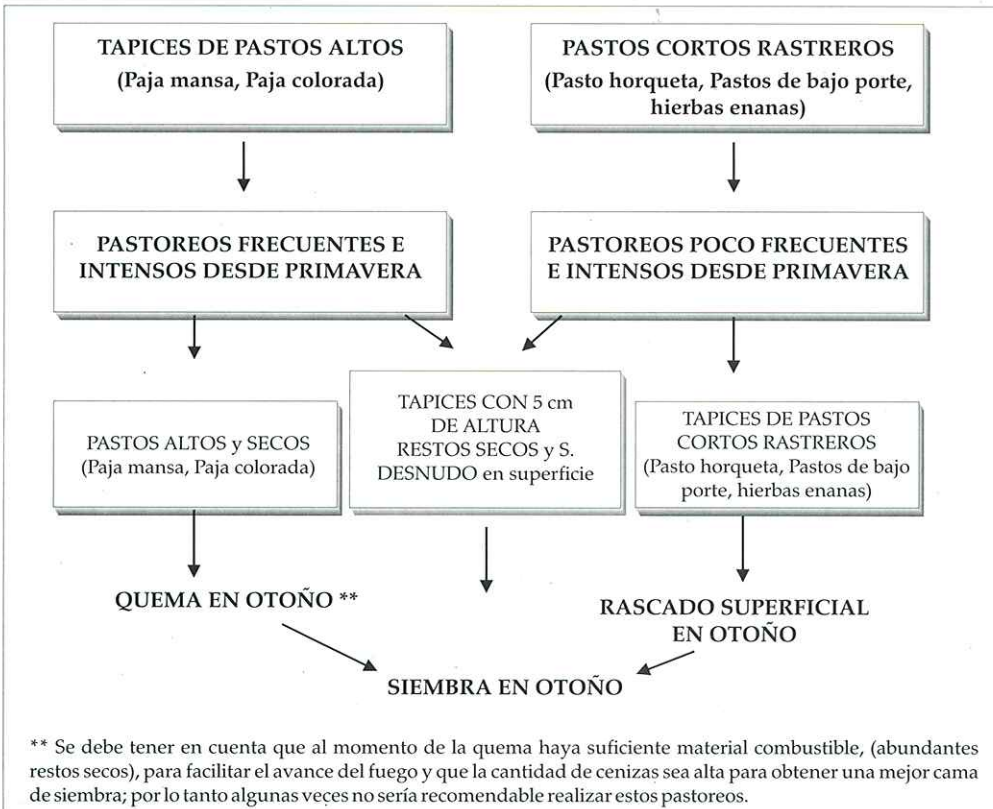 TAPICES DE PASTOS ALTOS
(Paja mansa, Paja colorada)
PASTOS CORTOS RASTREROS
(Pasto horqueta, Pastos de bajo porte,
hierbas enanas)
PASTOREOS FRECUENTES E
INTENSOS DESDE PRIMAVERA
PASTOREOS POCO FRECUENTES
E INTENSOS DESDE PRIMAVERA
PASTOS ALTOS y SECOS
(Paja mansa, Paja colorada)
TAPICES CON 5 cm
DE ALTURA
RESTOS SECOS y S.
DESNUDO en superficie
TAPICES DE PASTOS
CORTOS RASTREROS
(Pasto horqueta, Pastos de bajo
porte, hierbas enanas)
QUEMA EN OTOÑO **
RASCADO SUPERFICIAL
EN OTOÑO
SIEMBRA EN OTOÑO
** Se debe tener en cuenta que al momento de la quema haya suficiente material combustible, (abundantes
restos secos), para facilitar el avance del fuego y que la cantidad de cenizas sea alta para obtener una mejor cama
de siembra; por lo tanto algunas veces no sería recomendable realizar estos pastoreos.